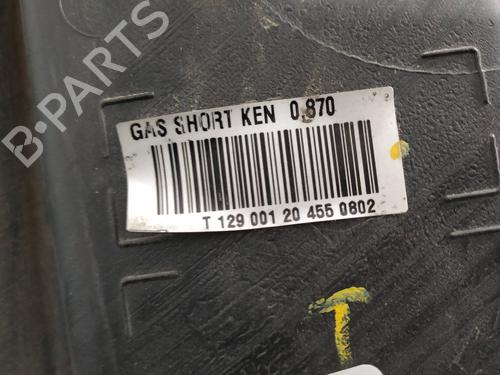 B-PARTS
GAS SHORT KEN 0.870
T 129 001 20 455 0802
T